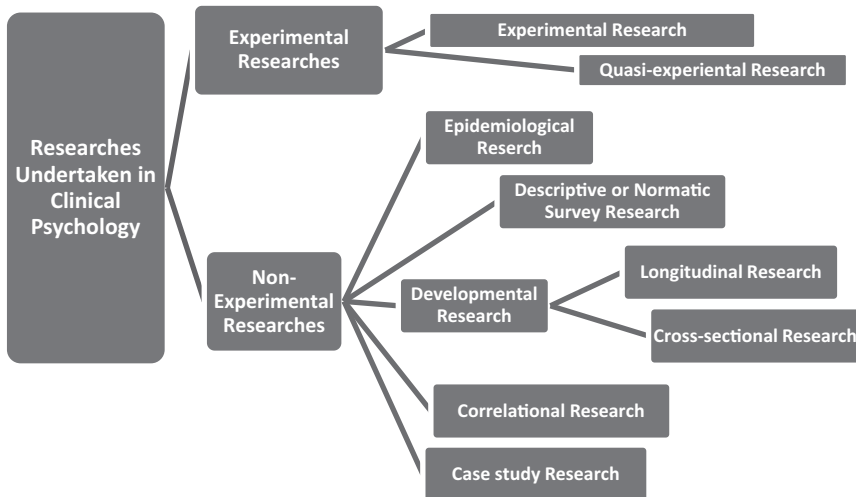 Researches
Undertaken in
Clinical
Psychology
Experimental
Researches
Experimental Research
Quasi-experiental Research
Non-
Experimental
Researches
Epidemiological
Reserch
Descriptive or Normatic
Survey Research
Developmental
Research
Longitudinal Research
Cross-sectional Research
Correlational Research
Case study Research